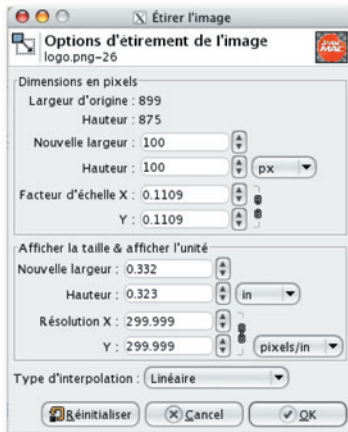 Étirer l'image
Options d'étirement de l'image
logo.png-26
Dimensions en pixels
Largeur d'origine : 899
Hauteur : 875
Nouvelle largeur : 100
Hauteur : 100 px
Facteur d'échelle X : 0.1109
Y : 0.1109
Afficher la taille & afficher l'unité
Nouvelle largeur : 0.332
Hauteur : 0.323 in
Résolution X : 299.999
Y : 299.999 pixels/in
Type d'interpolation : Linéaire
Réinitialiser Cancel OK